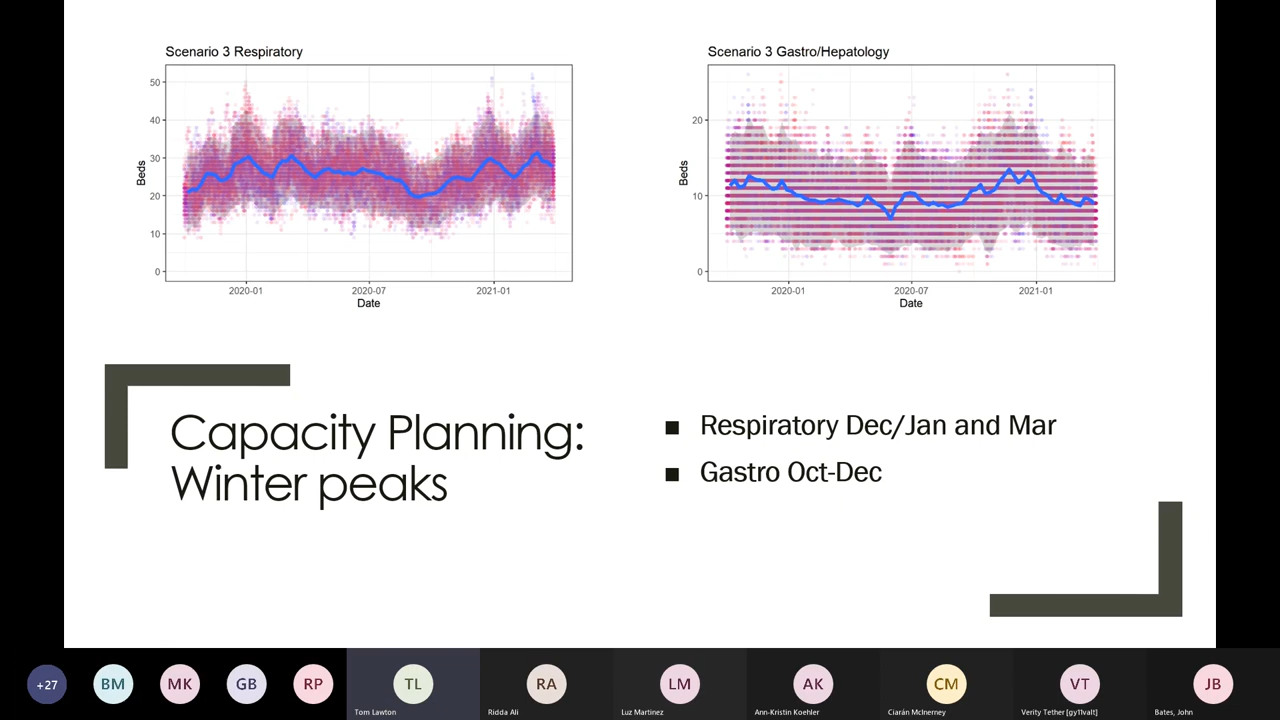 Scenario 3 Respiratory
50
40
30
20
10
0
Beds
2020-01
2020-07
2021-01
Date
Scenario 3 Gastro/Hepatology
20
10
0
Beds
2020-01
2020-07
2021-01
Date
Capacity Planning:
Winter peaks
Respiratory Dec/Jan and Mar
Gastro Oct-Dec
+27
BM
MK
GB
RP
TL
Tom Lawton
RA
Ridda Ali
LM
Luz Martinez
AK
Ann-Kristin Koehler
CM
Ciarán McInerney
VT
Verity Tether [gy11valt]
JB
Bates, John